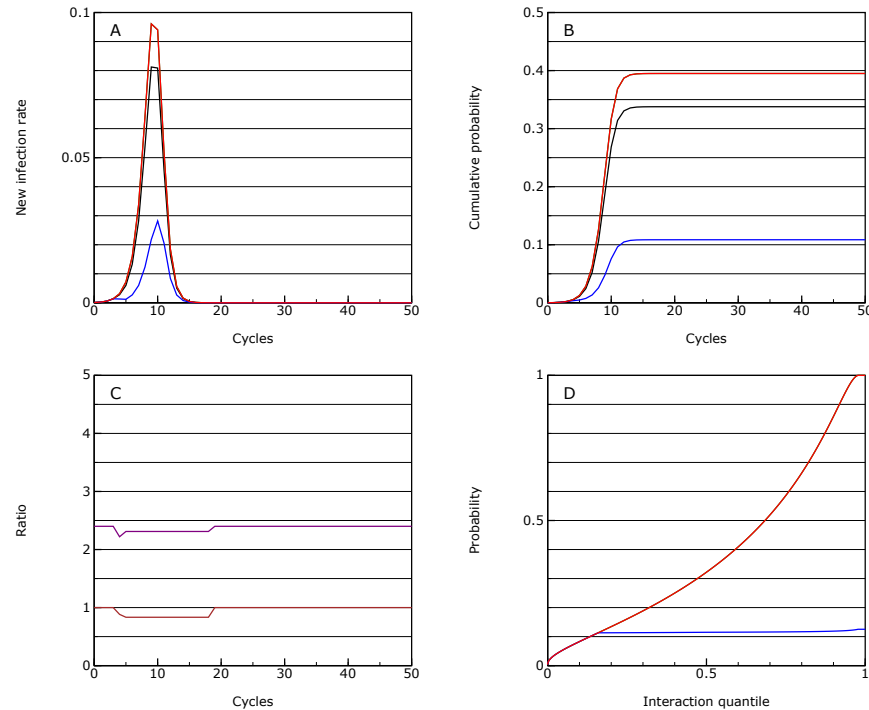 A
0.1
0.05
0
0 10 20 30 40 50
New infection rate
Cycles
B
0.5
0.4
0.3
0.2
0.1
0
0 10 20 30 40 50
Cumulative probability
Cycles
C
5
4
3
2
1
0
0 10 20 30 40 50
Ratio
Cycles
D
1
0.5
0
0 0.5 1
Probability
Interaction quantile